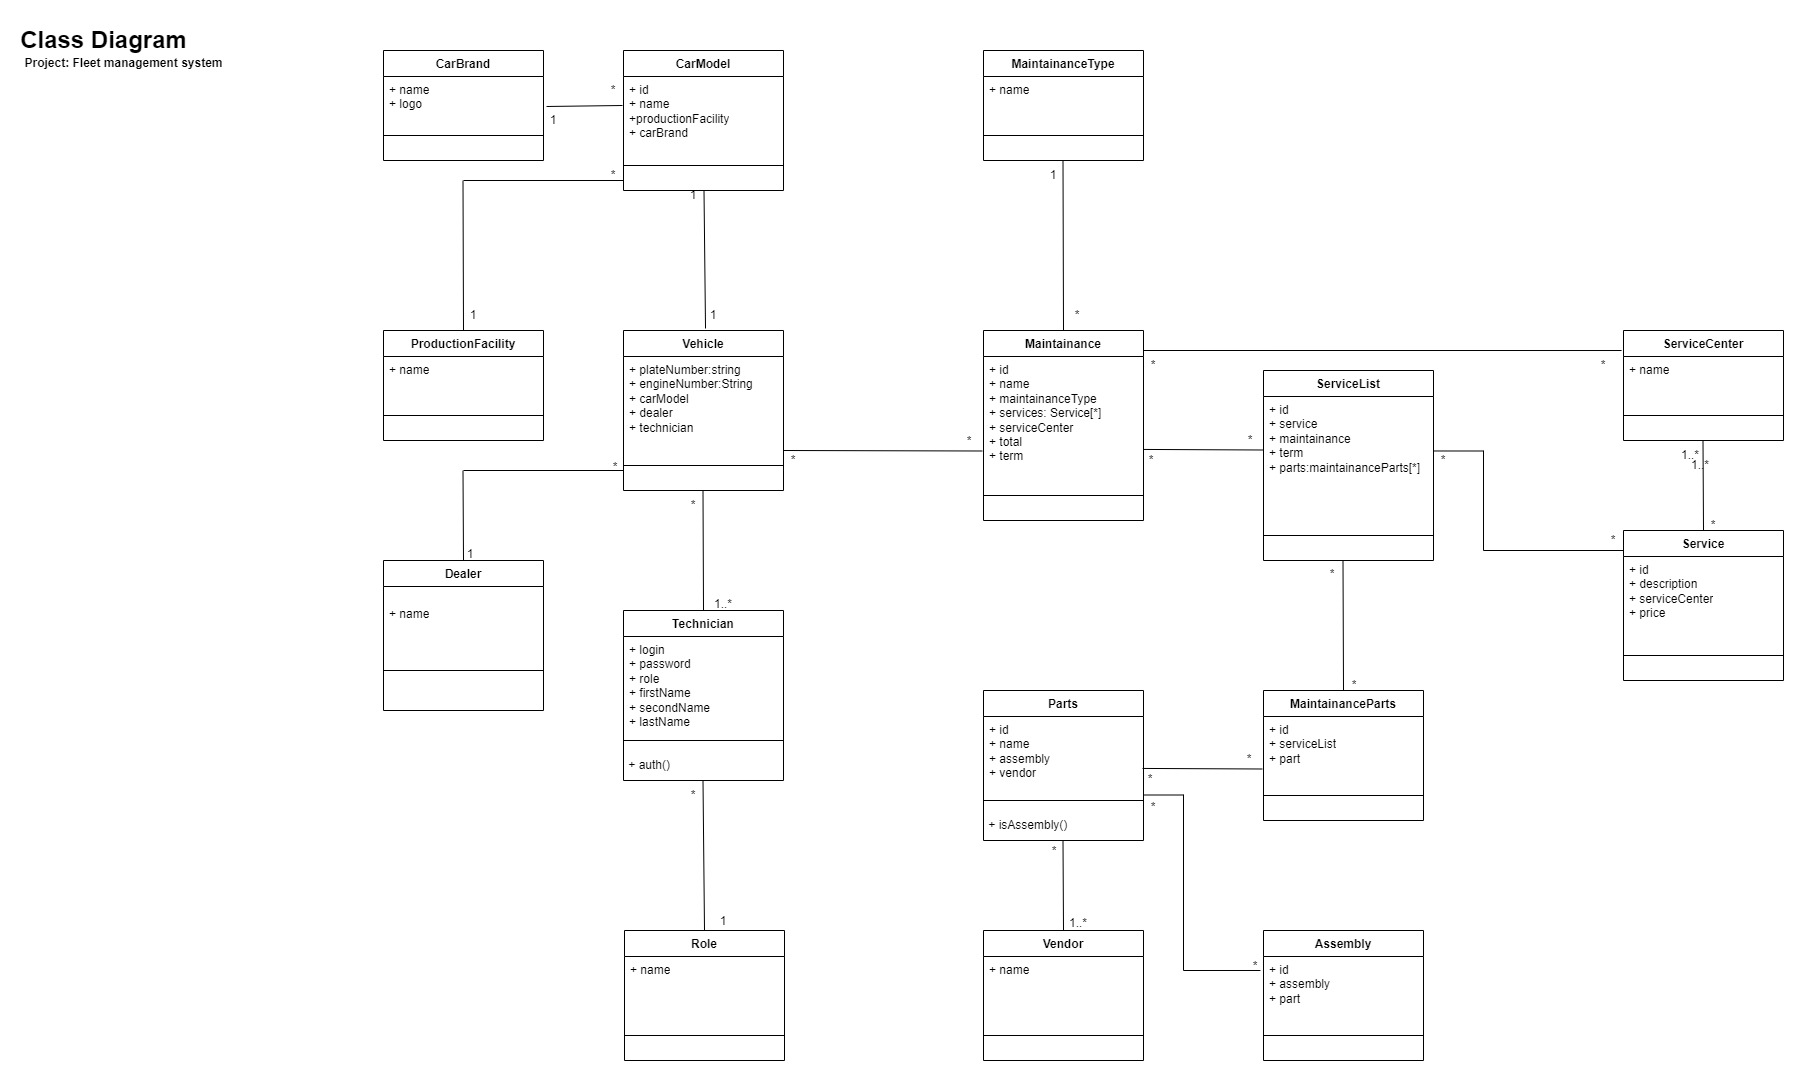 Class Diagram
Project: Fleet management system
CarBrand
+ name
+ logo
1
*
CarModel
+ id
+ name
+productionFacility
+ carBrand
*
1
MaintainanceType
+ name
1
1
ProductionFacility
+ name
1
Vehicle
+ plateNumber:string
+ engineNumber:String
+ carModel
+ dealer
+ technician
*
*
*
*
*
Maintainance
+ id
+ name
+ maintainanceType
+ services: Service[*]
+ serviceCenter
+ total
+ term
*
*
*
*
ServiceList
+ id
+ service
+ maintainance
+ term
+ parts:maintainanceParts[*]
*
*
ServiceCenter
+ name
1..*
1..*
*
*
Service
+ id
+ description
+ serviceCenter
+ price
1
Dealer
+ name
1..*
Technician
+ login
+ password
+ role
+ firstName
+ secondName
+ lastName
+ auth()
*
1
Role
+ name
Parts
+ id
+ name
+ assembly
+ vendor
+ isAssembly()
*
*
*
*
*
MaintainanceParts
+ id
+ serviceList
+ part
1..*
Vendor
+ name
*
Assembly
+ id
+ assembly
+ part